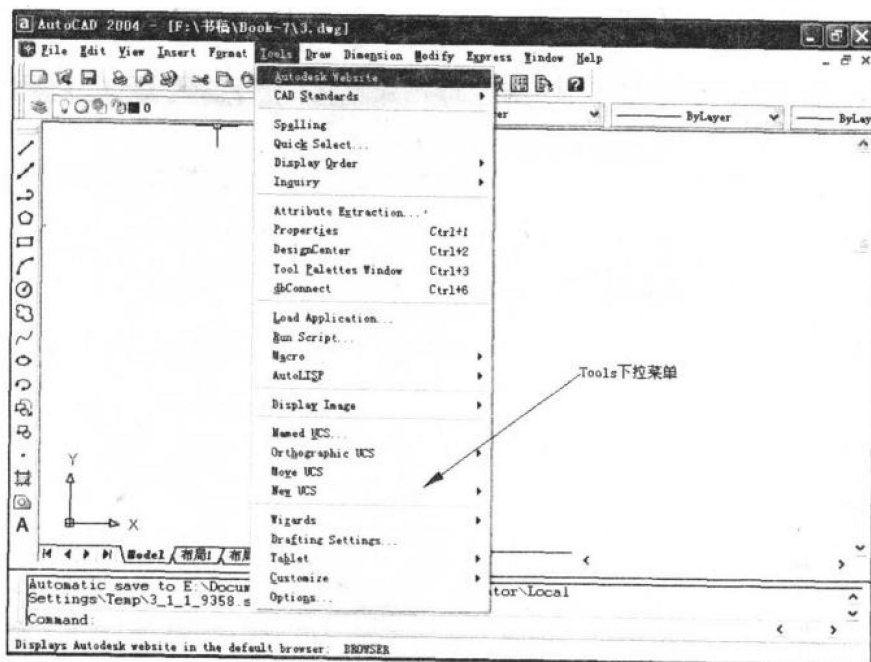 AutoCAD 2004 - [F:\书稿\Book-7\3.dwg]
File Edit View Insert Format Tools Draw Dimension Modify Express Window Help
Autodesk Website
CAD Standards
0
ByLayer
Spelling
Quick Select...
Display Order
Inquiry
Attribute Extraction...
Properties Ctrl+1
DesignCenter Ctrl+2
Tool Palettes Window Ctrl+3
dbConnect Ctrl+6
Load Application...
Run Script...
Macro
AutoLISP
Tools下拉菜单
Display Image
Named UCS...
Orthographic UCS
Move UCS
New UCS
Y
A
X
Wizards
Drafting Settings...
Model 布局1
Tablet
Customize
Options...
Automatic save to E:\Docum
tor\Local
Settings\Temp\3_1_1_9358.s
Command:
Displays Autodesk website in the default browser: BROWSER